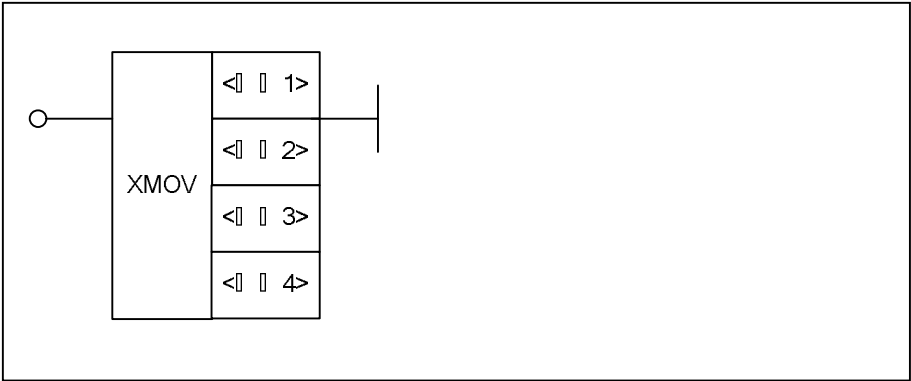 XMOV
<▯ ▯ 1>
<▯ ▯ 2>
<▯ ▯ 3>
<▯ ▯ 4>